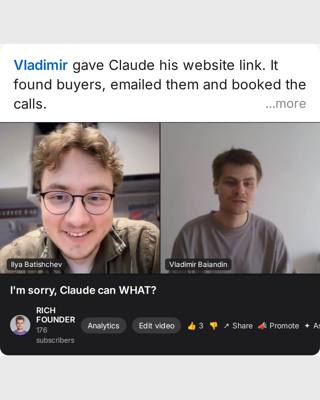 Vladimir gave Claude his website link. It
found buyers, emailed them and booked the
calls.
...more
Ilya Batishchev
Vladimir Baiandin
I'm sorry, Claude can WHAT?
RICH
FOUNDER
176
subscribers
Analytics
Edit video
3
Share
Promote
As